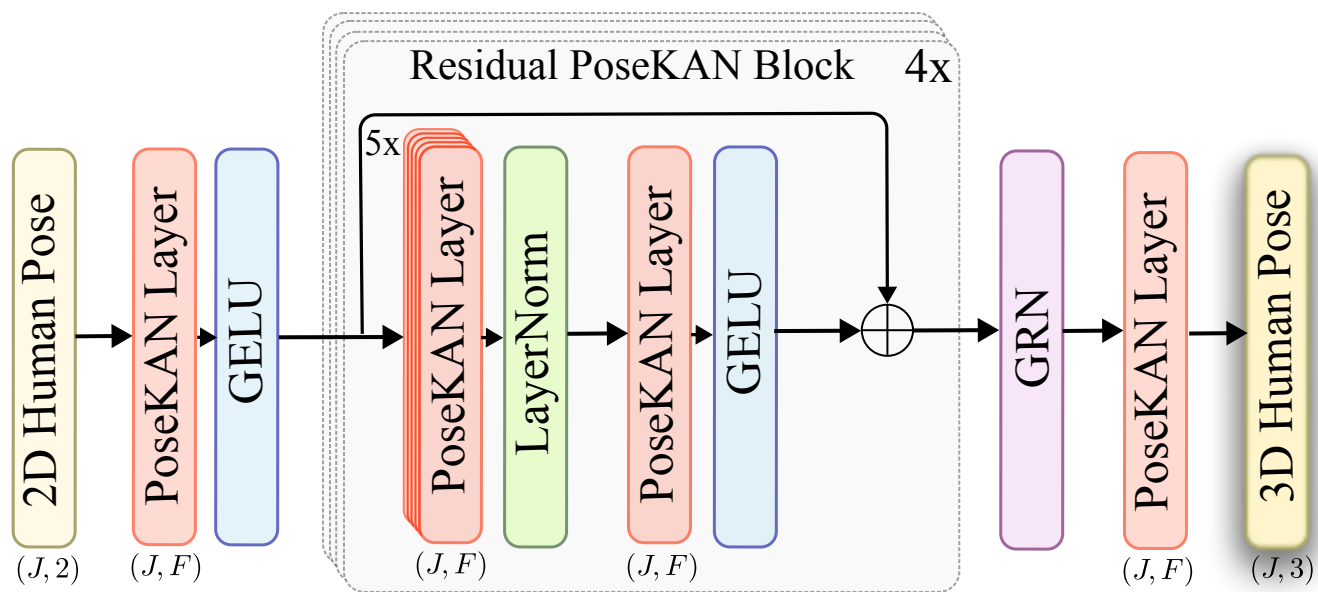 Residual PoseKAN Block
4x
5x
2D Human Pose
(J, 2)
PoseKAN Layer
(J, F)
GELU
PoseKAN Layer
(J, F)
LayerNorm
PoseKAN Layer
(J, F)
GELU
GRN
PoseKAN Layer
(J, F)
3D Human Pose
(J, 3)